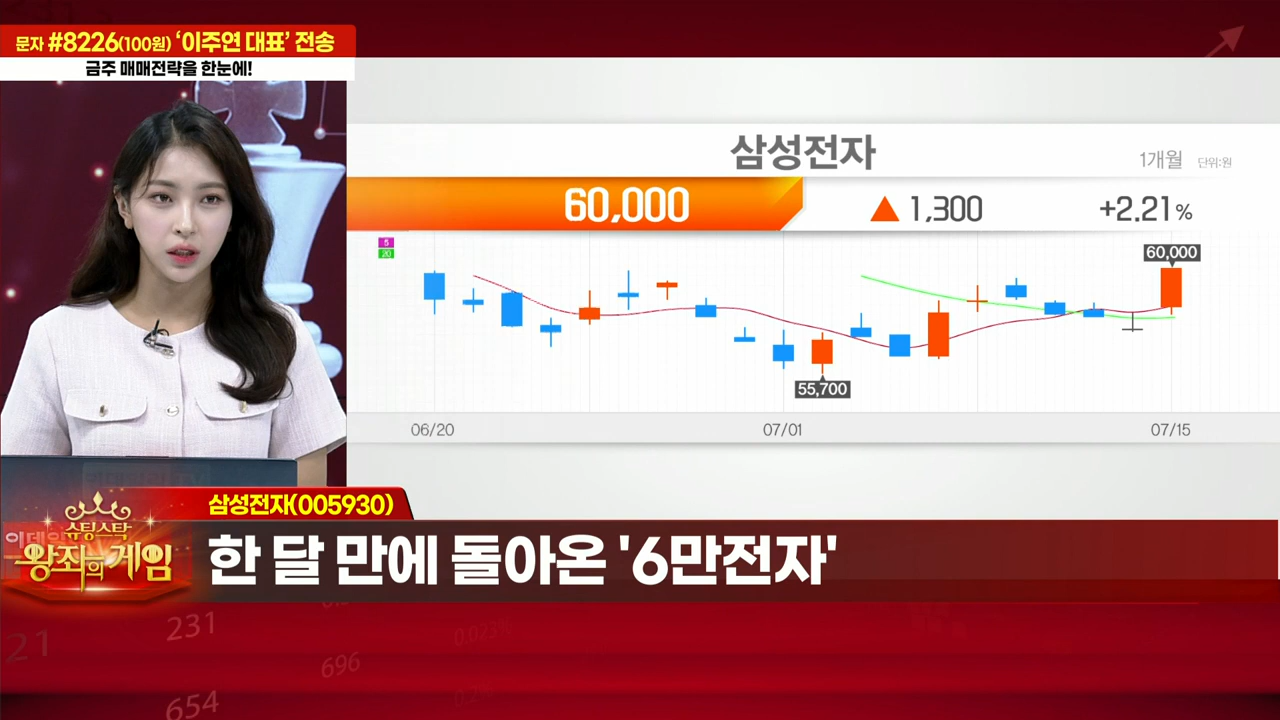 문자 #8226(100원) ‘이주연 대표’ 전송
금주 매매전략을 한눈에!
삼성전자
1개월 단위:원
60,000 ▲ 1,300 +2.21%
5
20
60,000
55,700
06/20 07/01 07/15
삼성전자(005930)
슈팅스탁
왕좌의 게임
한 달 만에 돌아온 '6만전자'
21
231
696
654
0.023%